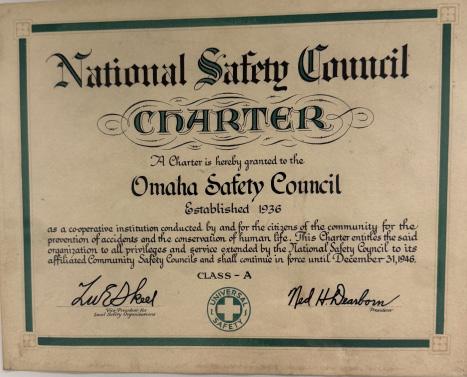 National Safety Council
CHARTER
A Charter is hereby granted to the
Omaha Safety Council
Established 1936
as a co-operative institution conducted by and for the citizens of the community for the
prevention of accidents and the conservation of human life. This Charter entitles the said
organization to all privileges and service extended by the National Safety Council to its
affiliated Community Safety Councils and shall continue in force until December 31, 1946.
CLASS - A
Ned H Dearborn
Vice President for
Local Safety Organizations
UNIVERSAL
SAFETY
President